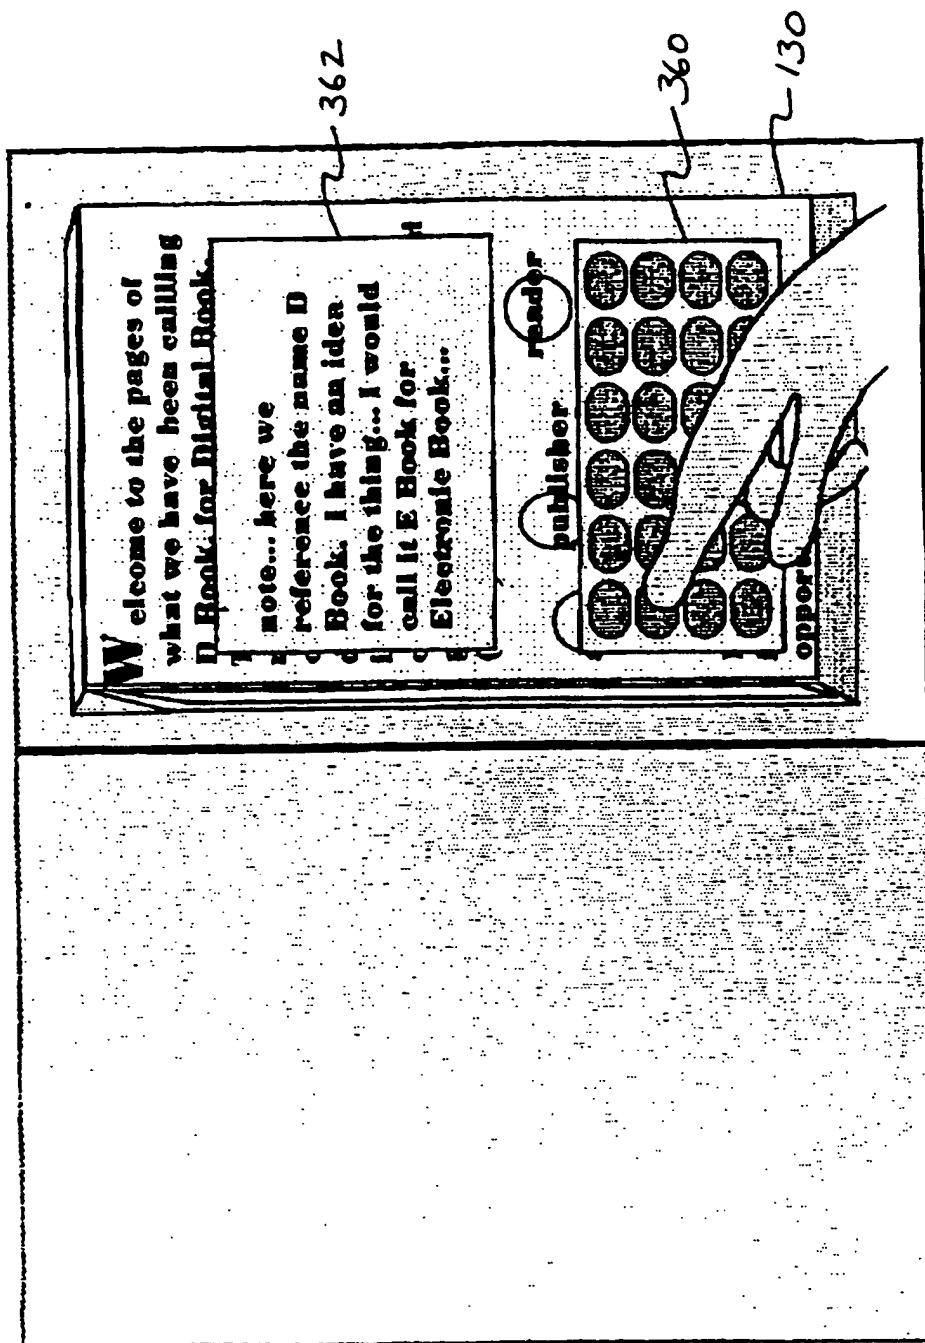 Welcome to the pages of
what we have been callling
D Book, for Digital Book.
note... here we
reference the name D
Book. I have an idea
for the thing... I would
call it E Book for
Electronic Book...
publisher
reader
oppor
362
360
130